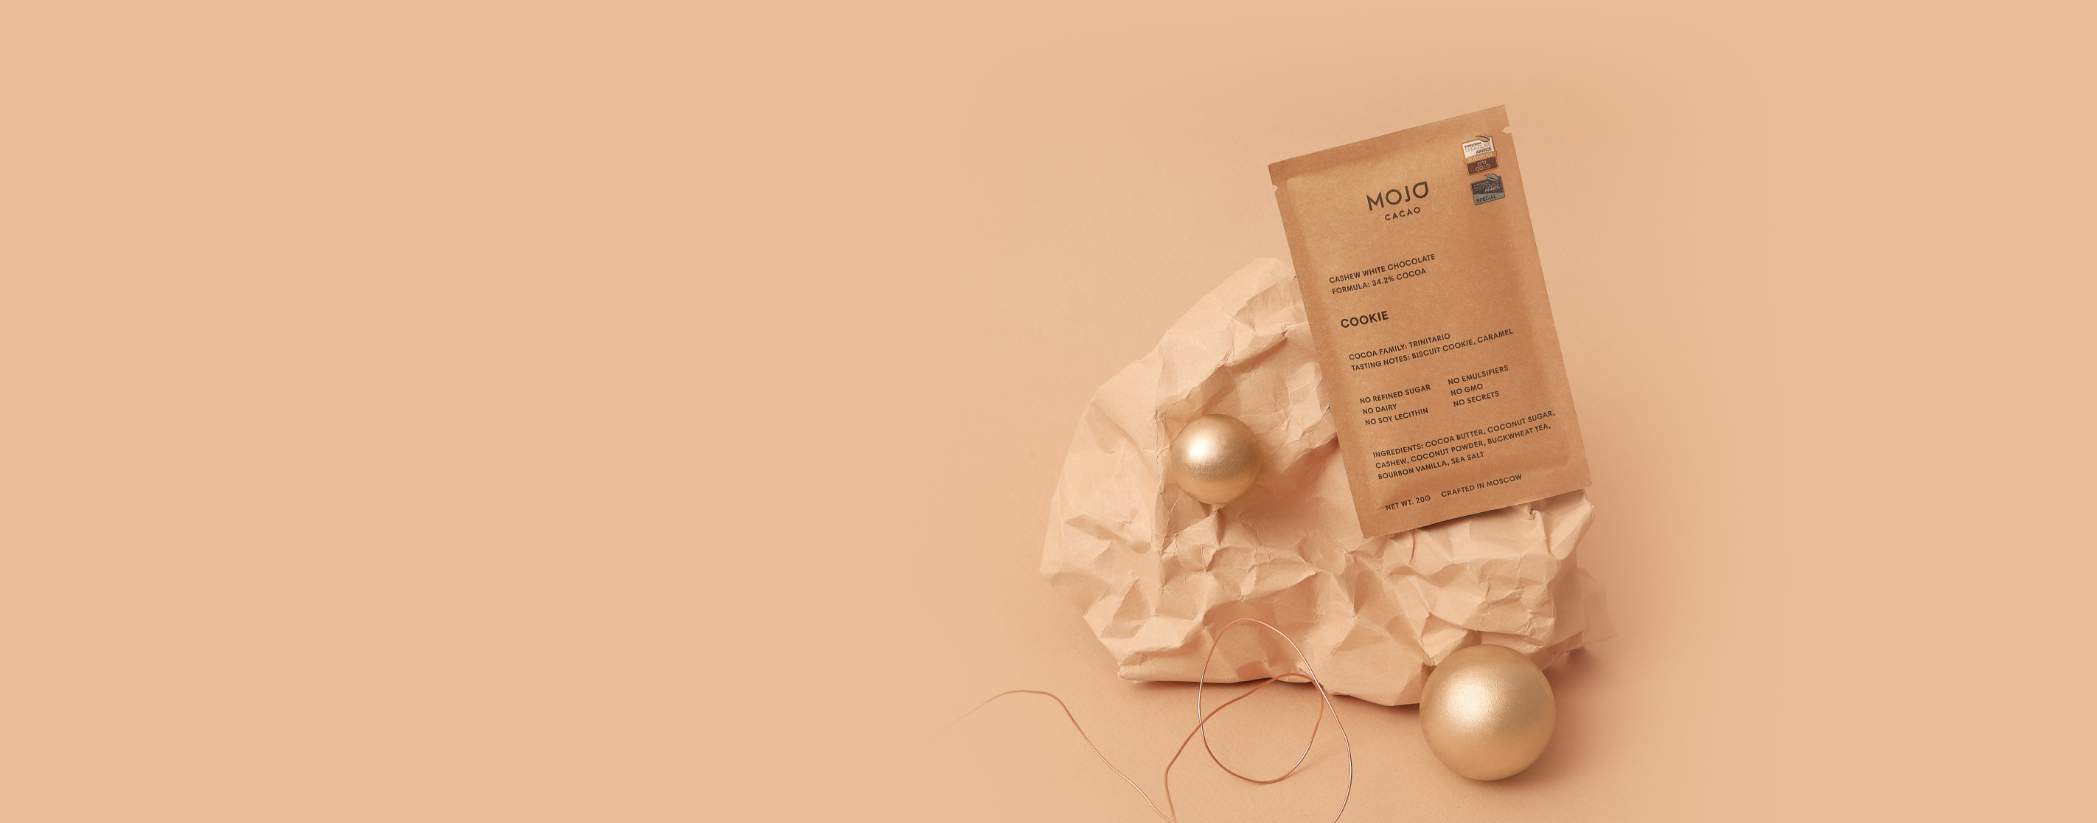 MOJO
CACAO
CASHEW WHITE CHOCOLATE
FORMULA: 34.2% COCOA
COOKIE
COCOA FAMILY: TRINITARIO
TASTING NOTES: BISCUIT COOKIE, CARAMEL
NO REFINED SUGAR
NO DAIRY
NO SOY LECITHIN
NO EMULSIFIERS
NO GMO
NO SECRETS
INGREDIENTS: COCOA BUTTER, COCONUT SUGAR,
CASHEW, COCONUT POWDER, BUCKWHEAT TEA,
BOURBON VANILLA, SEA SALT
NET WT. 20G CRAFTED IN MOSCOW
SPECIAL